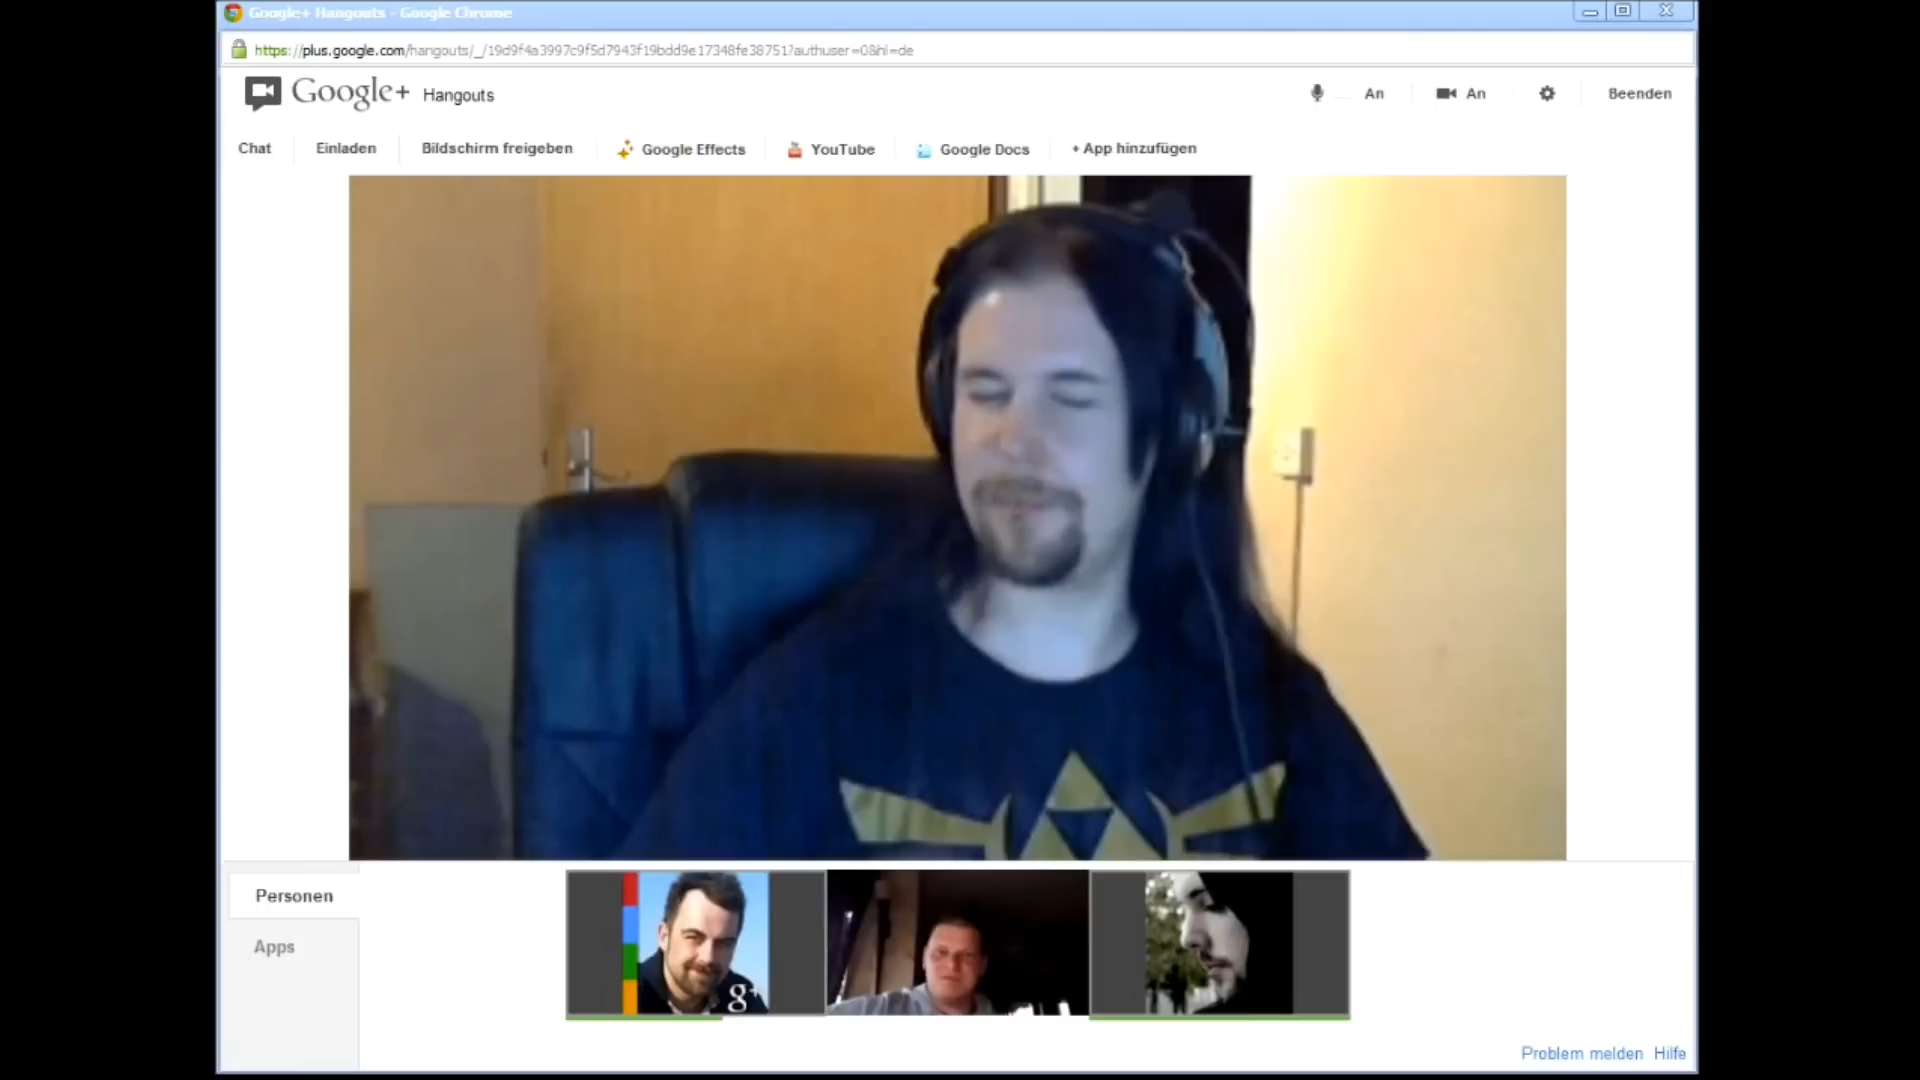 Google+ Hangouts - Google Chrome
https://plus.google.com/hangouts/_/19d9f4a3997c9f5d7943f19bdd9e17348fe38751?authuser=0&hl=de
Google+ Hangouts
An
An
Beenden
Chat
Einladen
Bildschirm freigeben
Google Effects
YouTube
Google Docs
+ App hinzufügen
Personen
Apps
g+
Problem melden Hilfe